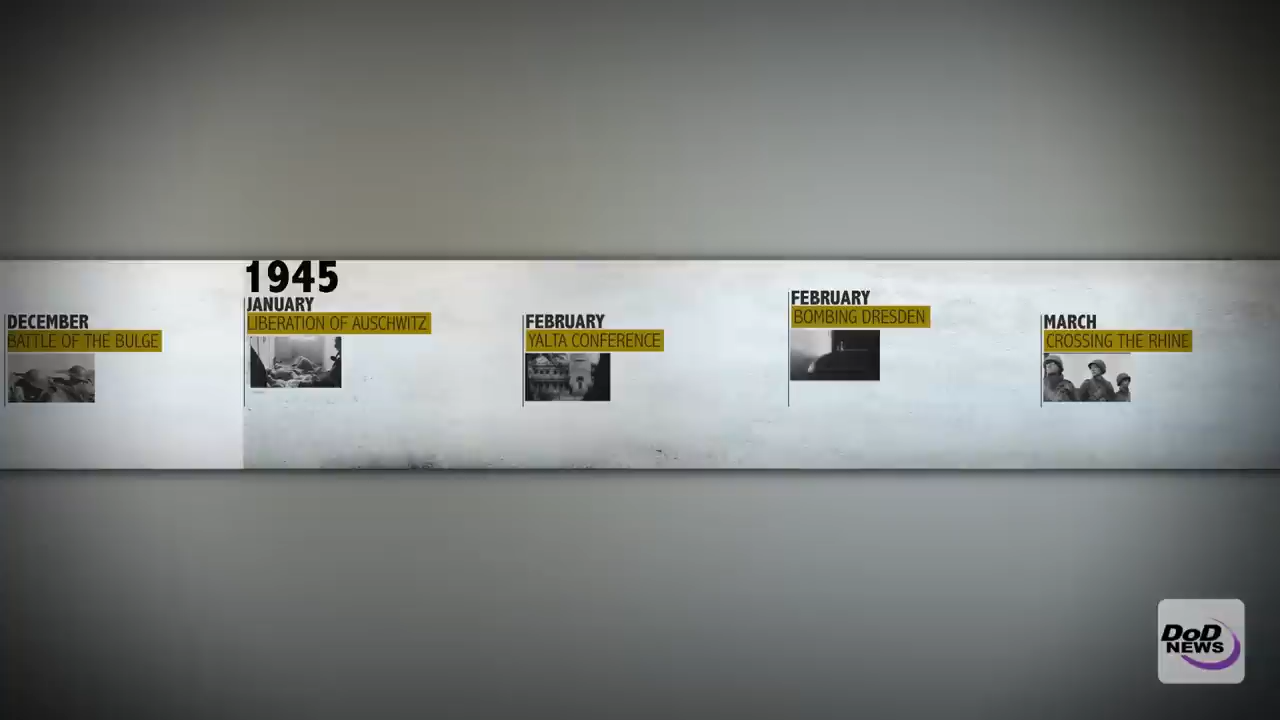 DECEMBER
BATTLE OF THE BULGE
1945
JANUARY
LIBERATION OF AUSCHWITZ
FEBRUARY
YALTA CONFERENCE
FEBRUARY
BOMBING DRESDEN
MARCH
CROSSING THE RHINE
DoD
NEWS